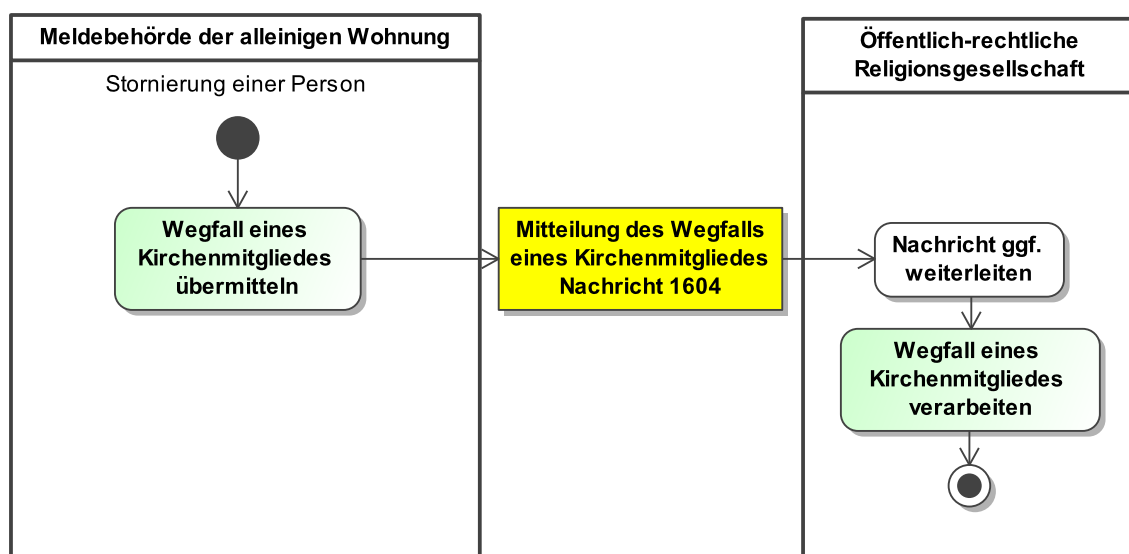 Meldebehörde der alleinigen Wohnung
Stornierung einer Person
Wegfall eines
Kirchenmitgliedes
übermitteln
Mitteilung des Wegfalls
eines Kirchenmitgliedes
Nachricht 1604
Öffentlich-rechtliche
Religionsgesellschaft
Nachricht ggf.
weiterleiten
Wegfall eines
Kirchenmitgliedes
verarbeiten